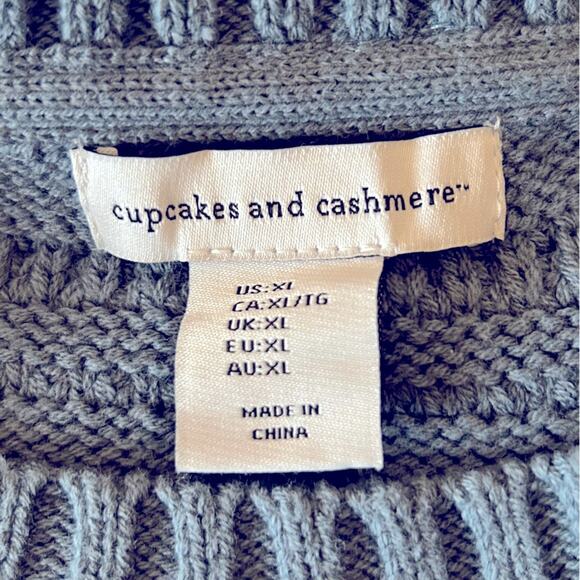 cupcakes and cashmere™
US:XL
CA:XL/TG
UK:XL
EU:XL
AU:XL
MADE IN
CHINA